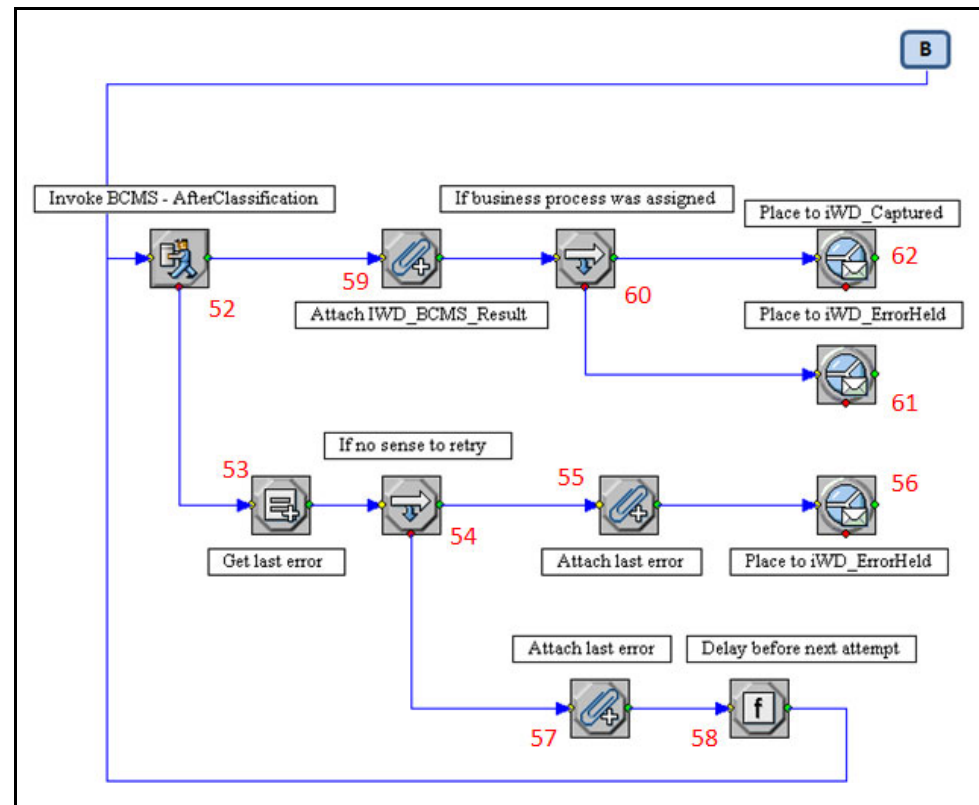 B
Invoke BCMS - AfterClassification
If business process was assigned
Place to iWD_Captured
52
59
60
62
Attach IWD_BCMS_Result
Place to iWD_ErrorHeld
61
If no sense to retry
53
54
55
56
Get last error
Attach last error
Place to iWD_ErrorHeld
Attach last error
Delay before next attempt
f
57
58